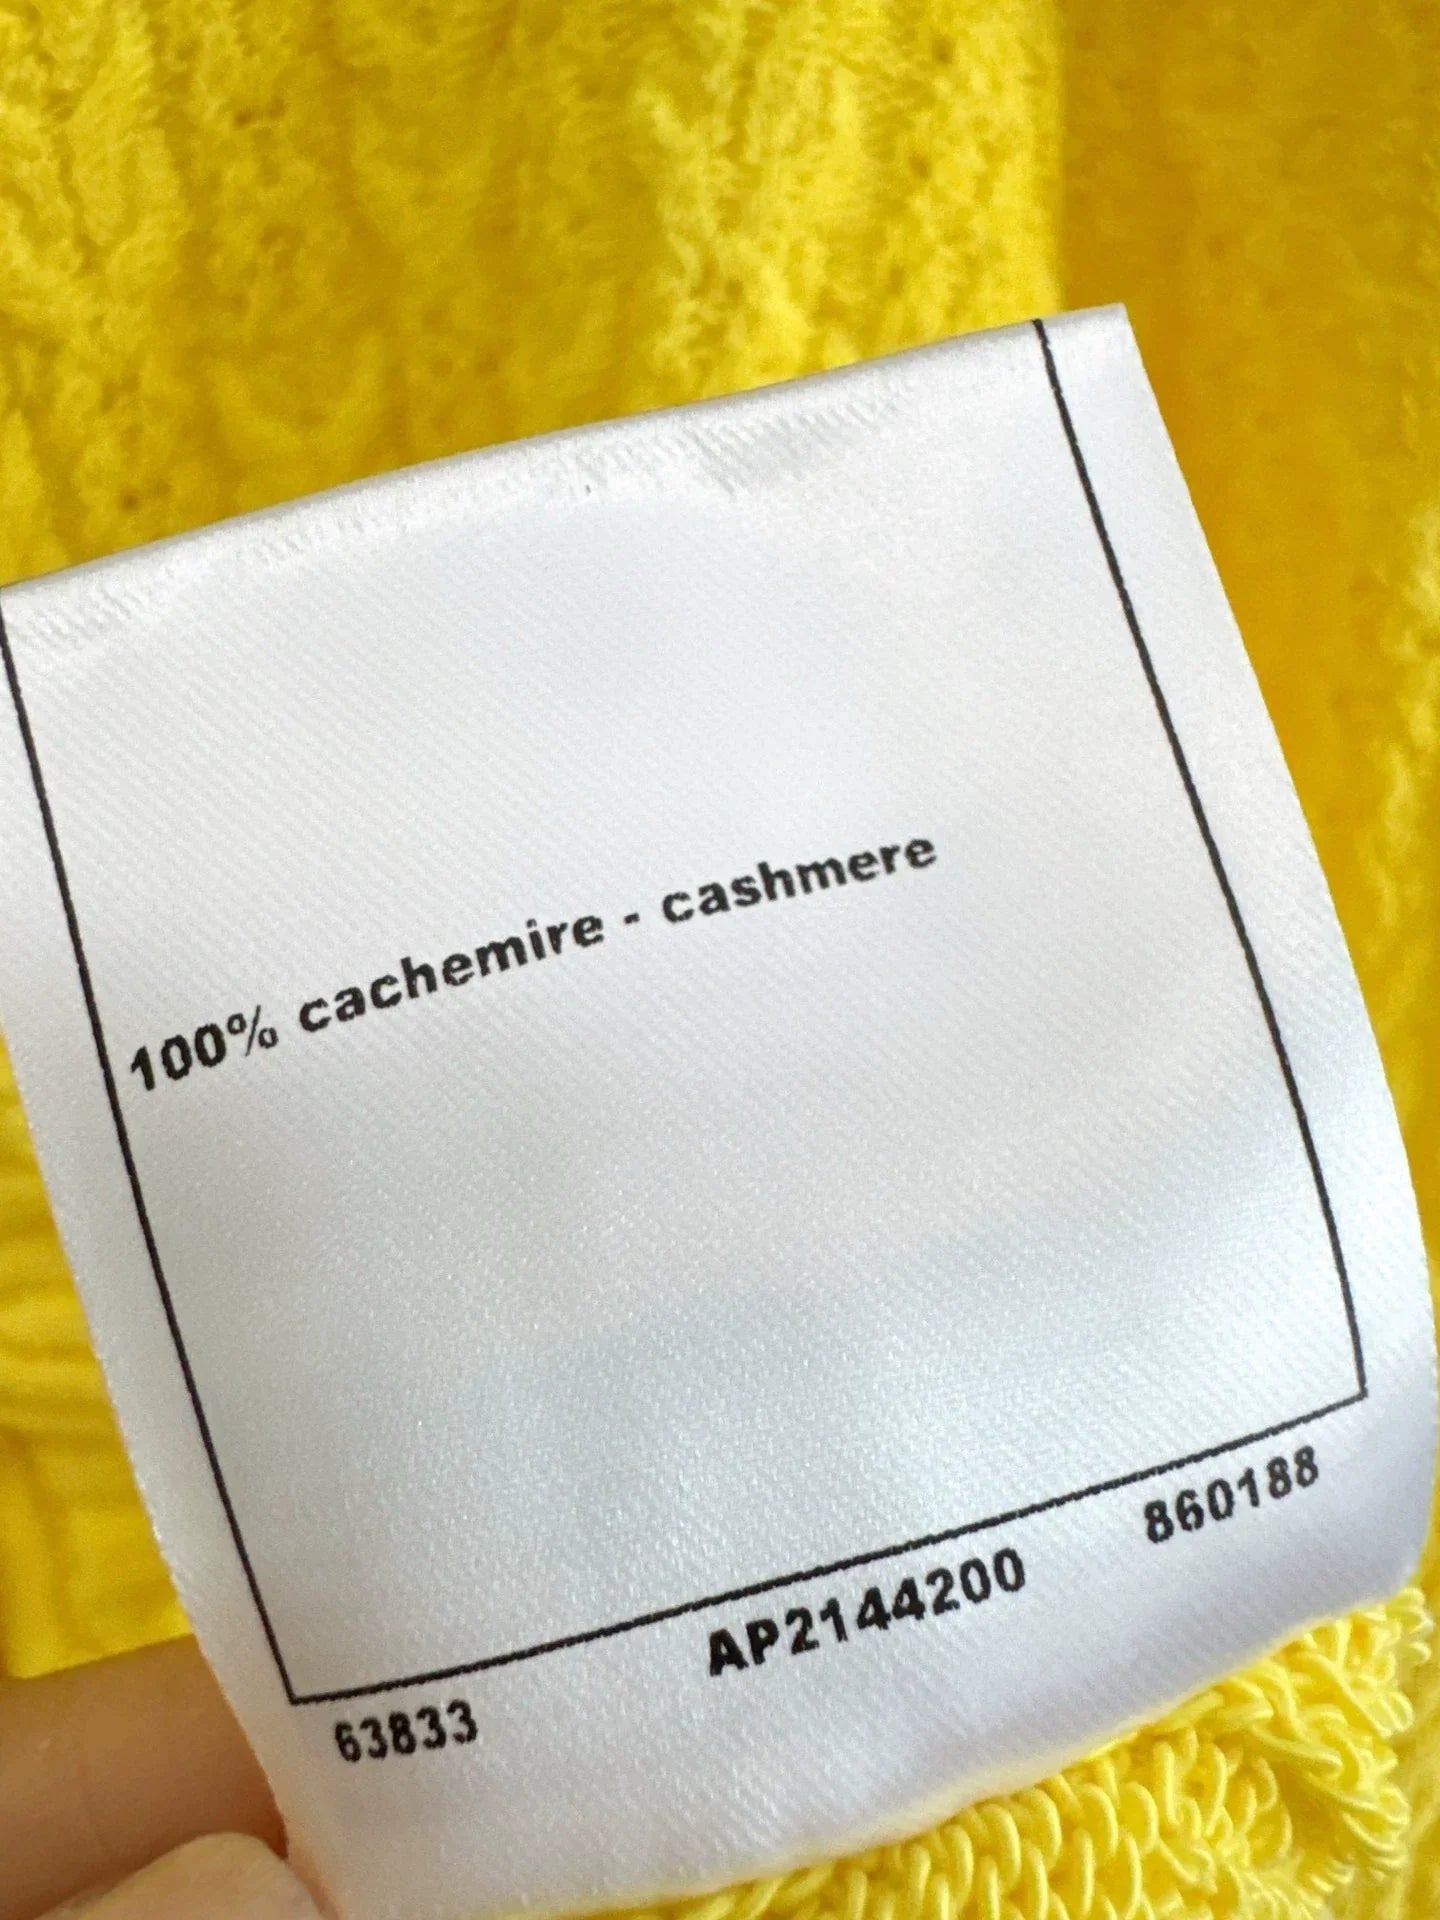 100% cachemire - cashmere
63833 AP2144200 860188